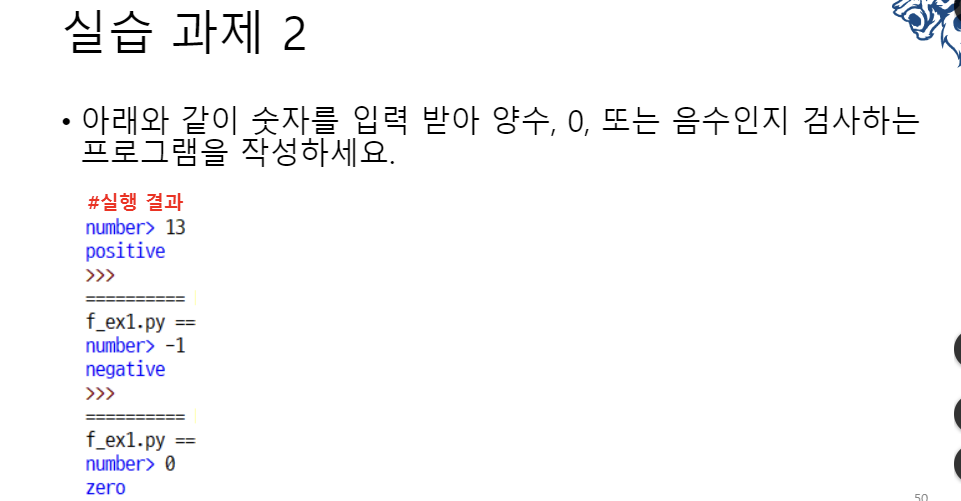 실습 과제 2
• 아래와 같이 숫자를 입력 받아 양수, 0, 또는 음수인지 검사하는
프로그램을 작성하세요.
#실행 결과
number> 13
positive
>>>
==========
f_ex1.py ==
number> -1
negative
>>>
==========
f_ex1.py ==
number> 0
zero
50